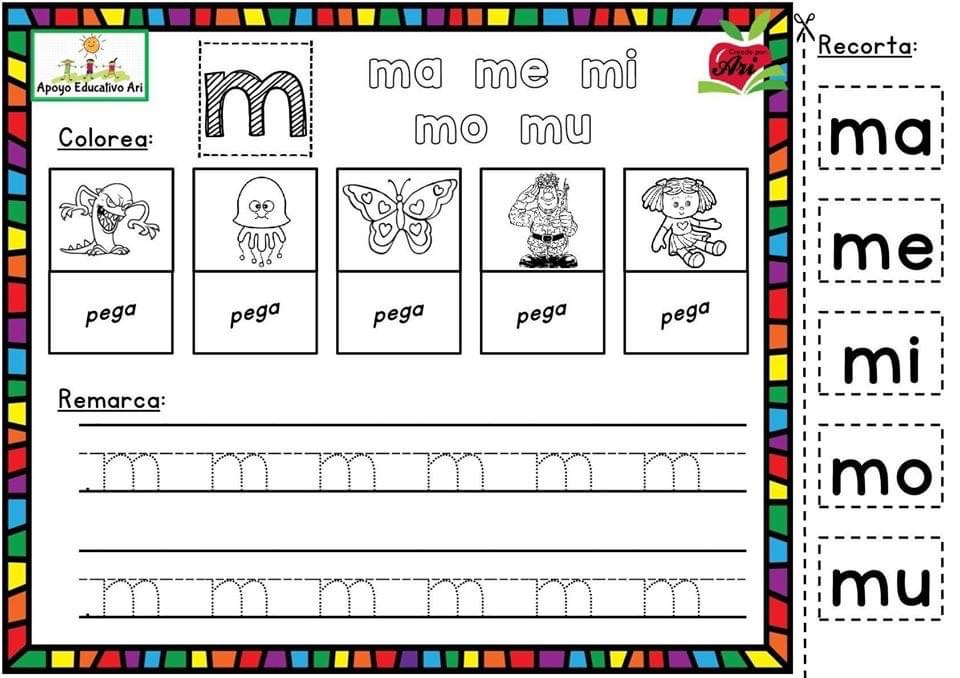 Apoyo Educativo Ari
m
ma me mi
mo mu
Creado por
Ari
Colorea:
pega pega pega pega pega
Remarca:
m m m m m m
m m m m m m
Recorta:
ma
me
mi
mo
mu